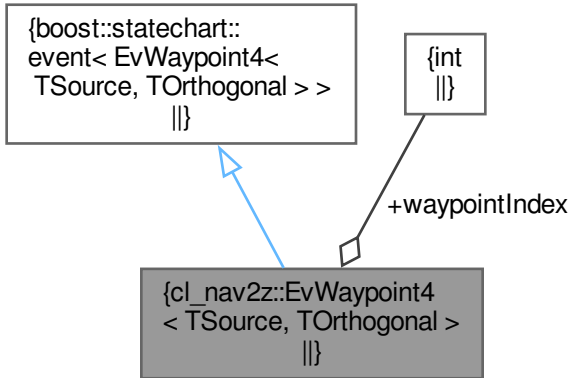 {boost::statechart::
event< EvWaypoint4<
TSource, TOrthogonal > >
||}
{int
||}
+waypointIndex
{cl_nav2z::EvWaypoint4
< TSource, TOrthogonal >
||}